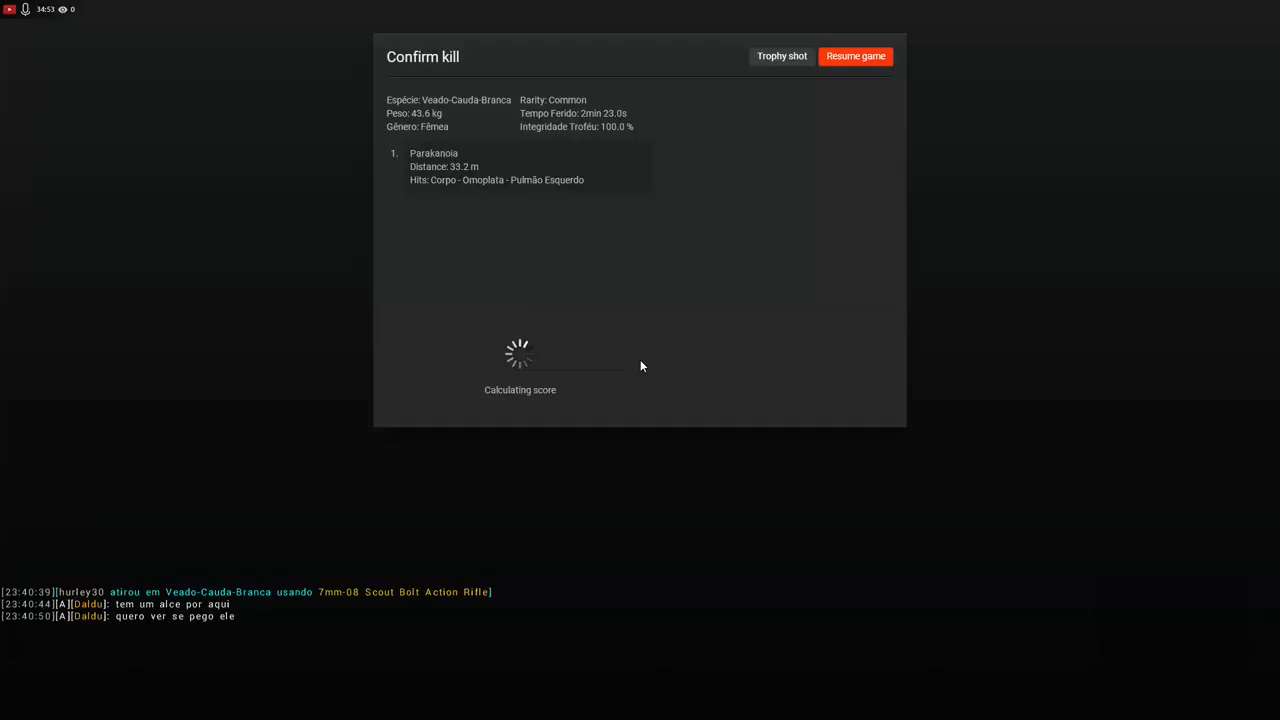 34:53 0
Confirm kill
Trophy shot
Resume game
Espécie: Veado-Cauda-Branca Rarity: Common
Peso: 43.6 kg Tempo Ferido: 2min 23.0s
Gênero: Fêmea Integridade Troféu: 100.0 %
1. Parakanoia
Distance: 33.2 m
Hits: Corpo - Omoplata - Pulmão Esquerdo
Calculating score
[23:40:39][hurley30 atirou em Veado-Cauda-Branca usando 7mm-08 Scout Bolt Action Rifle]
[23:40:44][A][Daldu]: tem um alce por aqui
[23:40:50][A][Daldu]: quero ver se pego ele